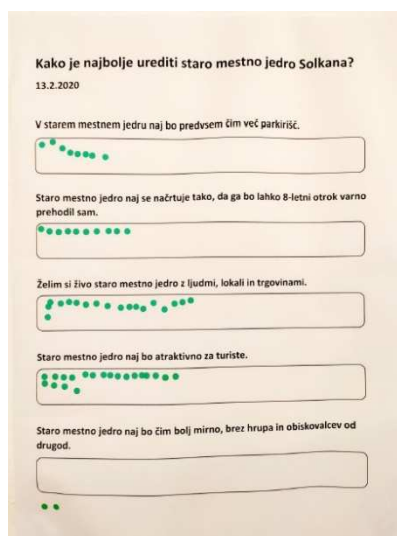 Kako je najbolje urediti staro mestno jedro Solkana?
13.2.2020
V starem mestnem jedru naj bo predvsem čim več parkirišč.
Staro mestno jedro naj se načrtuje tako, da ga bo lahko 8-letni otrok varno
prehodil sam.
Želim si živo staro mestno jedro z ljudmi, lokali in trgovinami.
Staro mestno jedro naj bo atraktivno za turiste.
Staro mestno jedro naj bo čim bolj mirno, brez hrupa in obiskovalcev od
drugod.